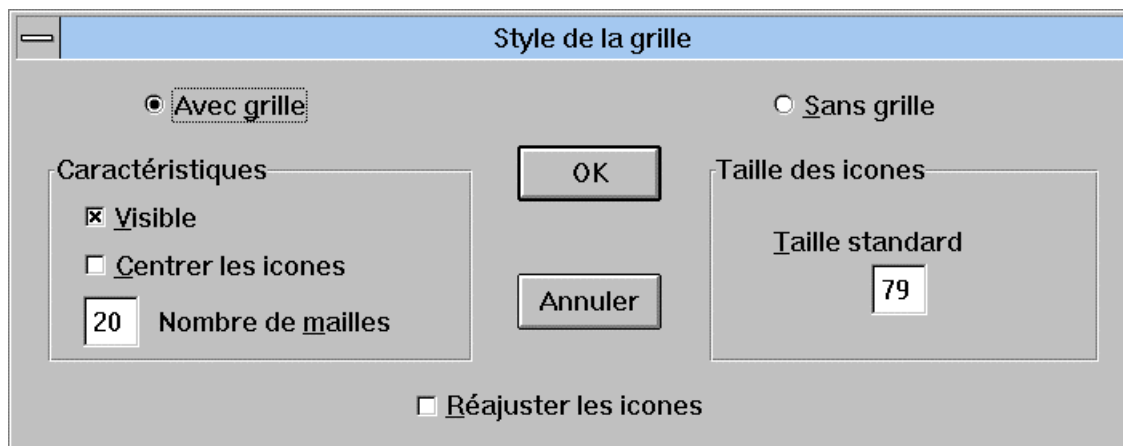 Style de la grille
Avec grille
Sans grille
Caractéristiques
Visible
Centrer les icones
20 Nombre de mailles
OK
Annuler
Taille des icones
Taille standard
79
Réajuster les icones